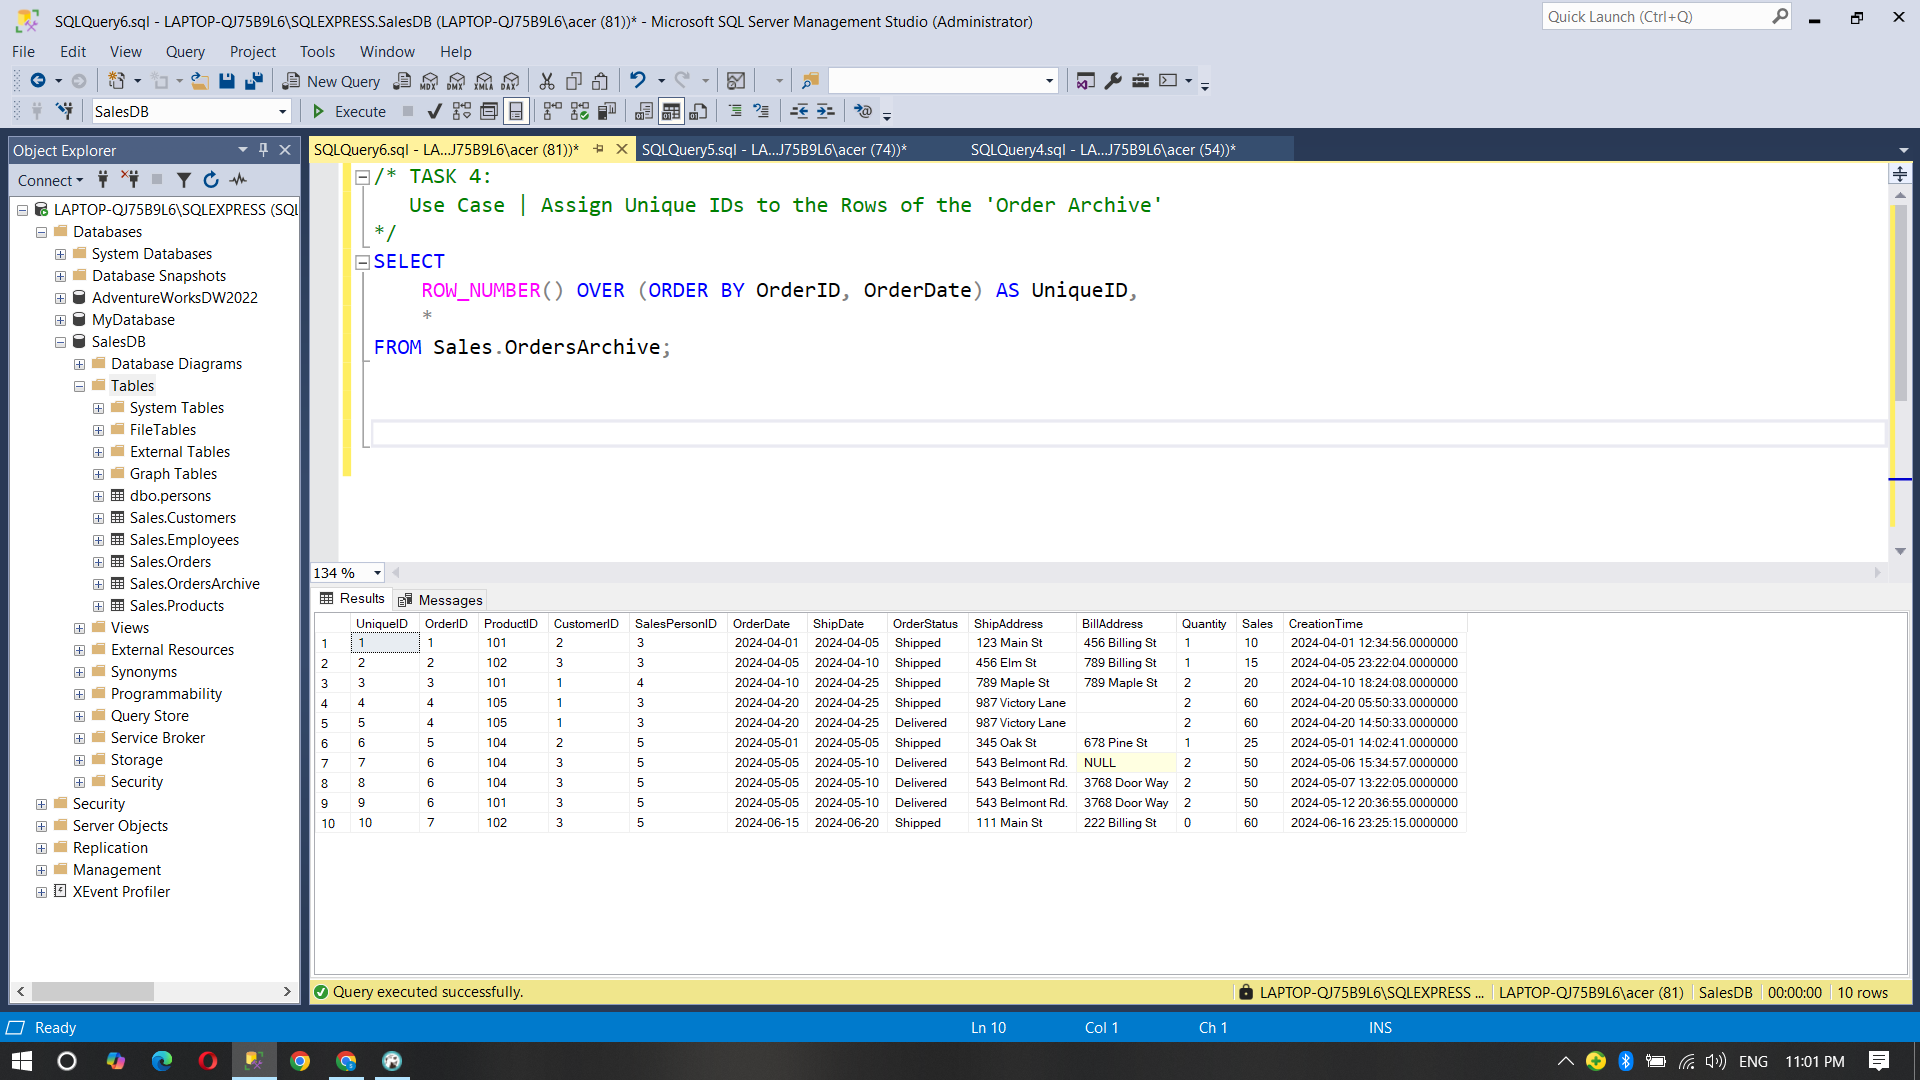 SQLQuery6.sql - LAPTOP-QJ75B9L6\SQLEXPRESS.SalesDB (LAPTOP-QJ75B9L6\acer (81))* - Microsoft SQL Server Management Studio (Administrator)
Quick Launch (Ctrl+Q)
File Edit View Query Project Tools Window Help
New Query MDX DMX XMLA DAX
SalesDB Execute
Object Explorer
SQLQuery6.sql - LA...J75B9L6\acer (81))* SQLQuery5.sql - LA...J75B9L6\acer (74))* SQLQuery4.sql - LA...J75B9L6\acer (54))*
Connect
LAPTOP-QJ75B9L6\SQLEXPRESS (SQL
Databases
System Databases
Database Snapshots
AdventureWorksDW2022
MyDatabase
SalesDB
Database Diagrams
Tables
System Tables
FileTables
External Tables
Graph Tables
dbo.persons
Sales.Customers
Sales.Employees
Sales.Orders
Sales.OrdersArchive
Sales.Products
Views
External Resources
Synonyms
Programmability
Query Store
Service Broker
Storage
Security
Security
Server Objects
Replication
Management
XEvent Profiler
/* TASK 4:
Use Case | Assign Unique IDs to the Rows of the 'Order Archive'
*/
SELECT
ROW_NUMBER() OVER (ORDER BY OrderID, OrderDate) AS UniqueID,
*
FROM Sales.OrdersArchive;
134 %
Results Messages
UniqueID OrderID ProductID CustomerID SalesPersonID OrderDate ShipDate OrderStatus ShipAddress BillAddress Quantity Sales CreationTime
1 1 1 101 2 3 2024-04-01 2024-04-05 Shipped 123 Main St 456 Billing St 1 10 2024-04-01 12:34:56.0000000
2 2 2 102 3 3 2024-04-05 2024-04-10 Shipped 456 Elm St 789 Billing St 1 15 2024-04-05 23:22:04.0000000
3 3 3 101 1 4 2024-04-10 2024-04-25 Shipped 789 Maple St 789 Maple St 2 20 2024-04-10 18:24:08.0000000
4 4 4 105 1 3 2024-04-20 2024-04-25 Shipped 987 Victory Lane 2 60 2024-04-20 05:50:33.0000000
5 5 4 105 1 3 2024-04-20 2024-04-25 Delivered 987 Victory Lane 2 60 2024-04-20 14:50:33.0000000
6 6 5 104 2 5 2024-05-01 2024-05-05 Shipped 345 Oak St 678 Pine St 1 25 2024-05-01 14:02:41.0000000
7 7 6 104 3 5 2024-05-05 2024-05-10 Delivered 543 Belmont Rd. NULL 2 50 2024-05-06 15:34:57.0000000
8 8 6 104 3 5 2024-05-05 2024-05-10 Delivered 543 Belmont Rd. 3768 Door Way 2 50 2024-05-07 13:22:05.0000000
9 9 6 101 3 5 2024-05-05 2024-05-10 Delivered 543 Belmont Rd. 3768 Door Way 2 50 2024-05-12 20:36:55.0000000
10 10 7 102 3 5 2024-06-15 2024-06-20 Shipped 111 Main St 222 Billing St 0 60 2024-06-16 23:25:15.0000000
Query executed successfully. LAPTOP-QJ75B9L6\SQLEXPRESS ... LAPTOP-QJ75B9L6\acer (81) SalesDB 00:00:00 10 rows
Ready Ln 10 Col 1 Ch 1 INS
ENG 11:01 PM